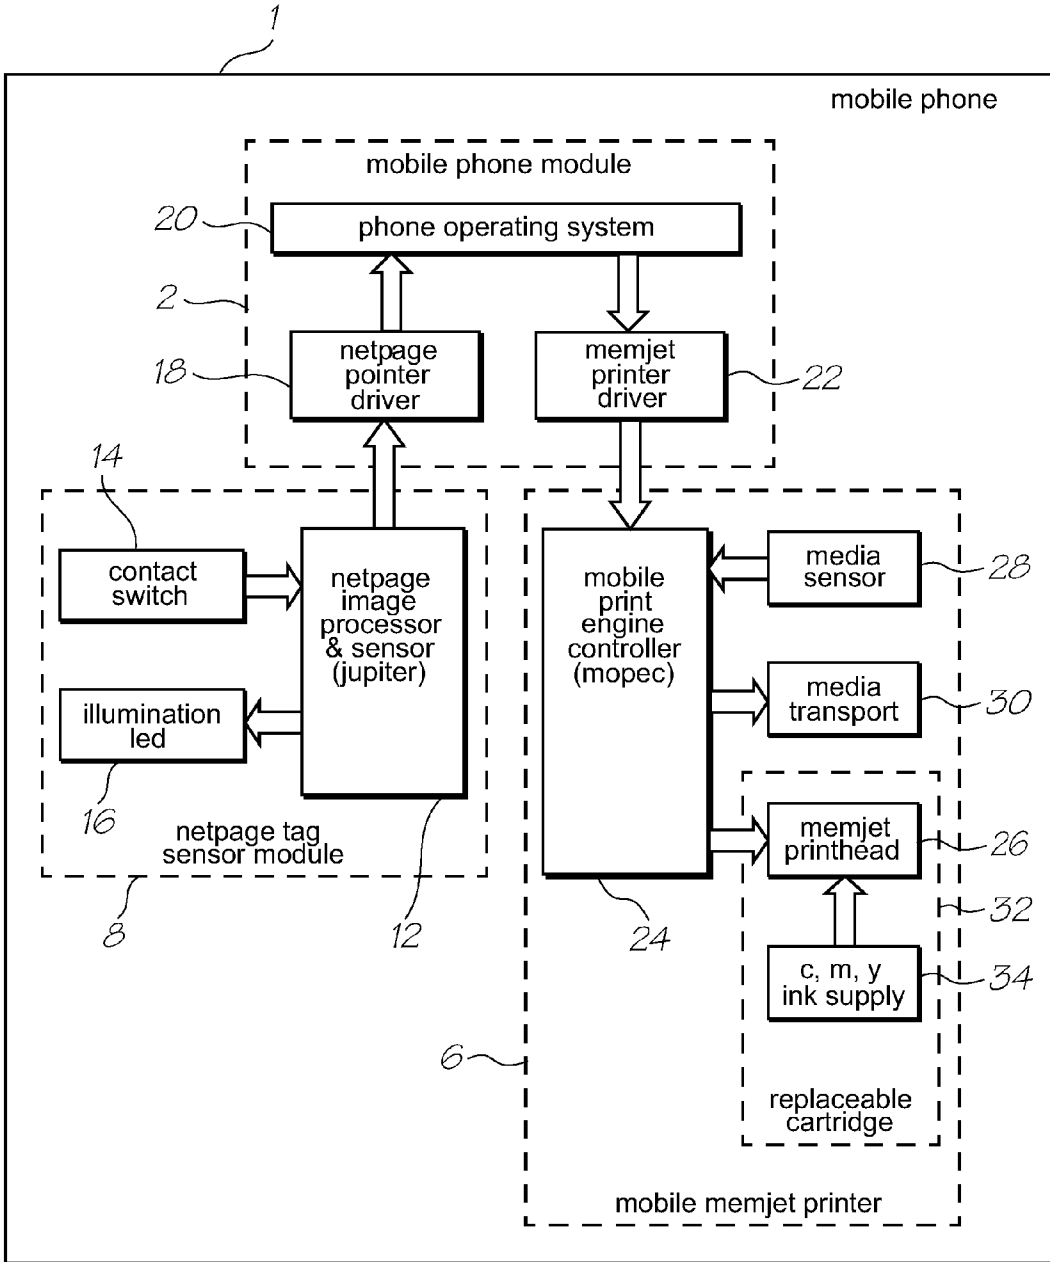 1
mobile phone
mobile phone module
20
phone operating system
2
18
netpage
pointer
driver
memjet
printer
driver
22
14
contact
switch
netpage
image
processor
& sensor
(jupiter)
mobile
print
engine
controller
(mopec)
media
sensor
28
illumination
led
media
transport
30
16
netpage tag
sensor module
memjet
printhead
26
8
12
24
32
c, m, y
ink supply
34
6
replaceable
cartridge
mobile memjet printer